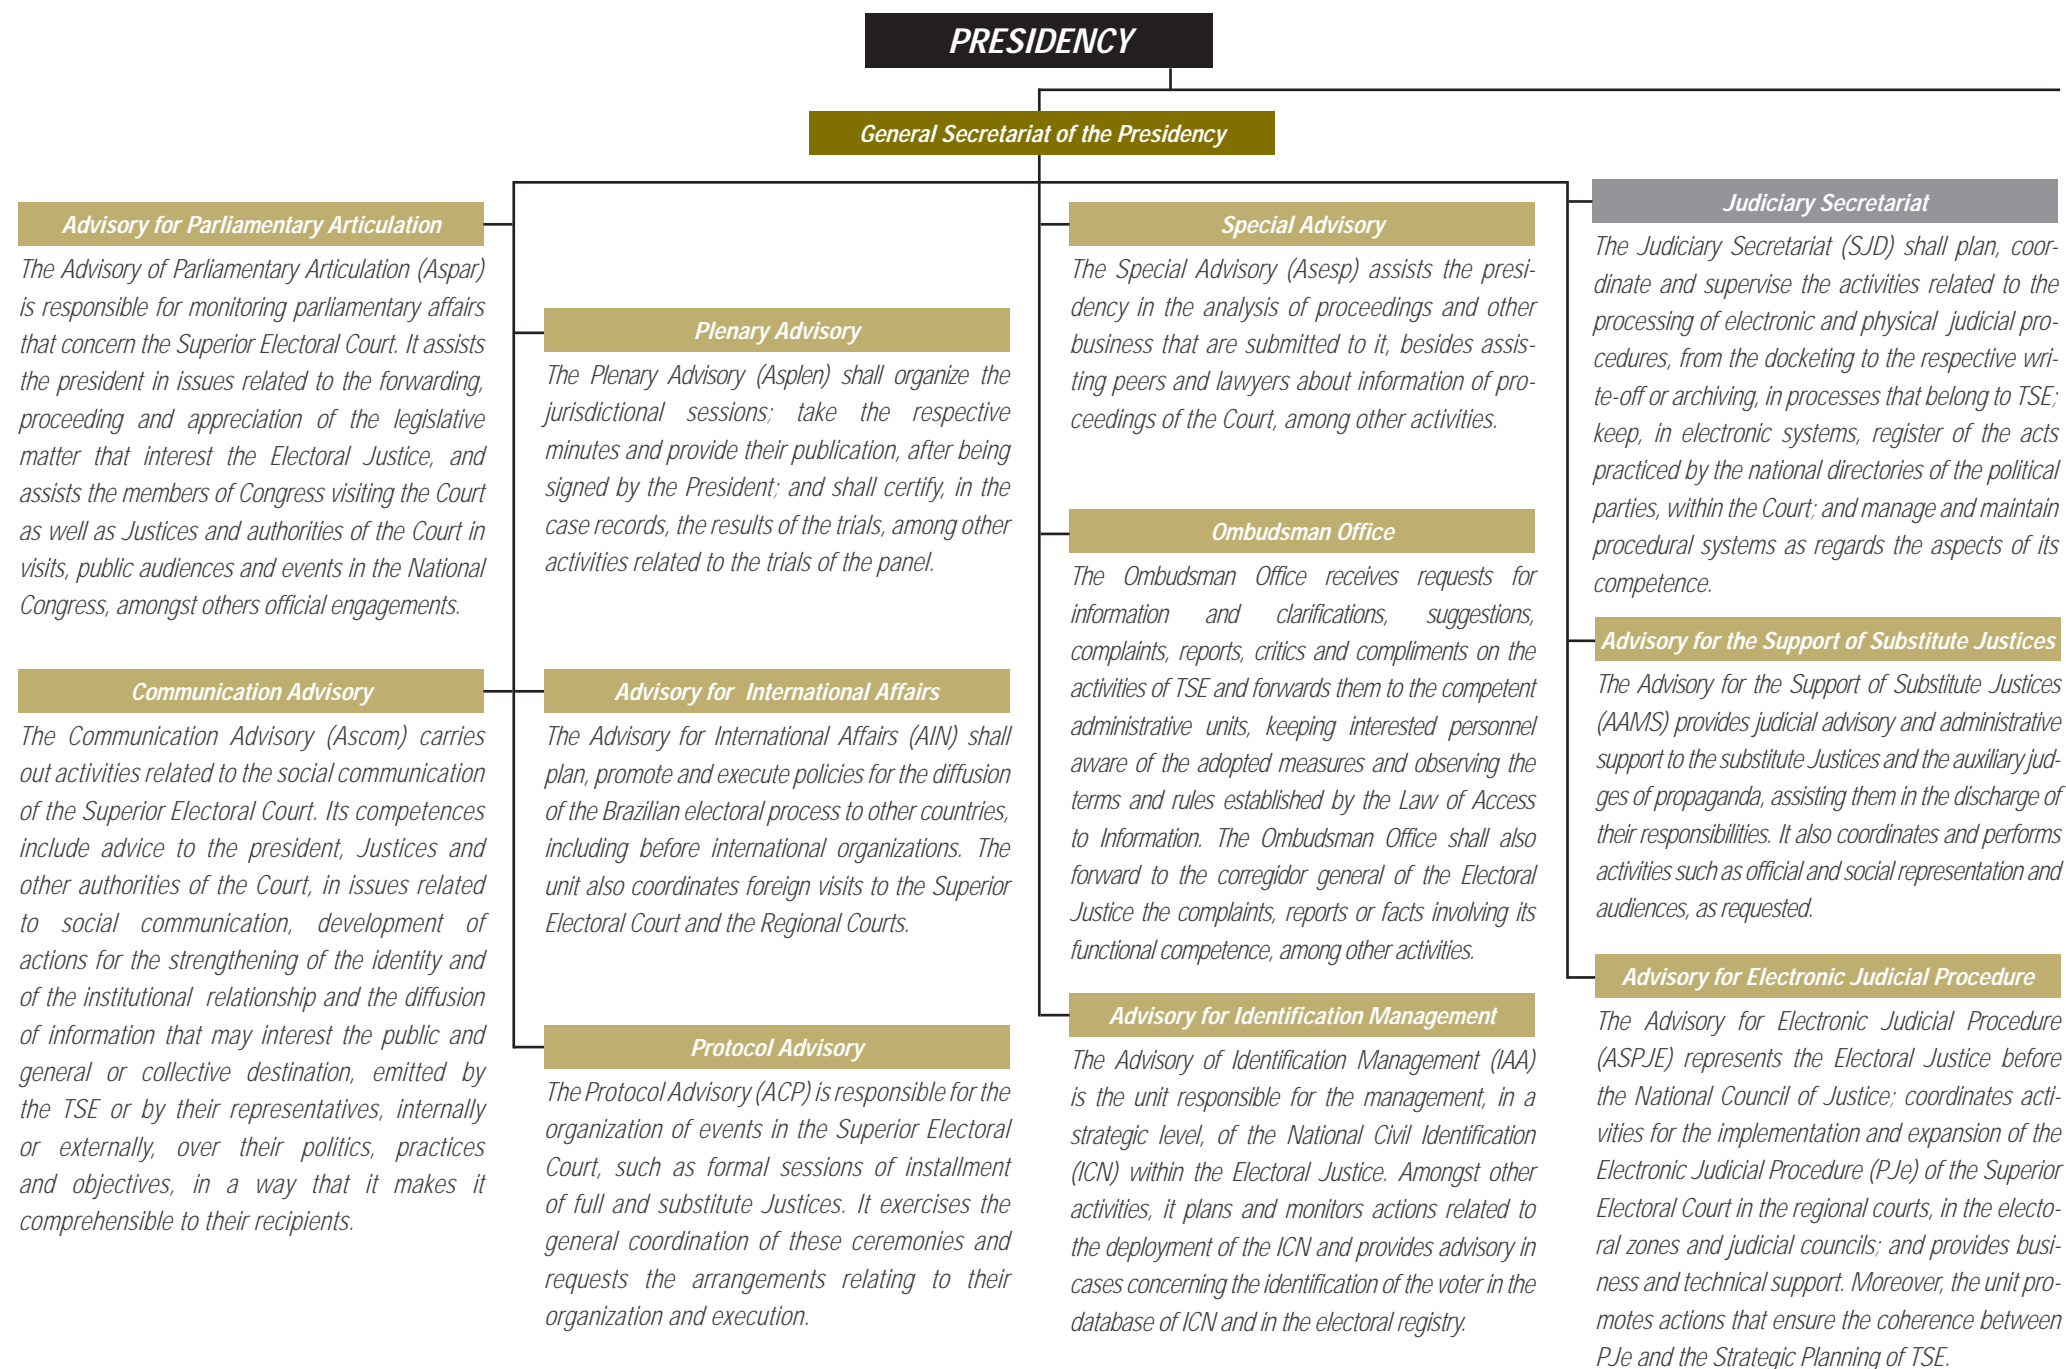 PRESIDENCY
General Secretariat of the Presidency
Advisory for Parliamentary Articulation
The Advisory of Parliamentary Articulation (Aspar)
is responsible for monitoring parliamentary affairs
that concern the Superior Electoral Court. It assists
the president in issues related to the forwarding,
proceeding and appreciation of the legislative
matter that interest the Electoral Justice, and
assists the members of Congress visiting the Court
as well as Justices and authorities of the Court in
visits, public audiences and events in the National
Congress, amongst others official engagements.
Communication Advisory
The Communication Advisory (Ascom) carries
out activities related to the social communication
of the Superior Electoral Court. Its competences
include advice to the president, Justices and
other authorities of the Court, in issues related
to social communication, development of
actions for the strengthening of the identity and
of the institutional relationship and the diffusion
of information that may interest the public and
general or collective destination, emitted by
the TSE or by their representatives, internally
or externally, over their politics, practices
and objectives, in a way that it makes it
comprehensible to their recipients.
Plenary Advisory
The Plenary Advisory (Asplen) shall organize the
jurisdictional sessions; take the respective
minutes and provide their publication, after being
signed by the President; and shall certify, in the
case records, the results of the trials, among other
activities related to the trials of the panel.
Advisory for International Affairs
The Advisory for International Affairs (AIN) shall
plan, promote and execute policies for the diffusion
of the Brazilian electoral process to other countries,
including before international organizations. The
unit also coordinates foreign visits to the Superior
Electoral Court and the Regional Courts.
Protocol Advisory
The Protocol Advisory (ACP) is responsible for the
organization of events in the Superior Electoral
Court, such as formal sessions of installment
of full and substitute Justices. It exercises the
general coordination of these ceremonies and
requests the arrangements relating to their
organization and execution.
Special Advisory
The Special Advisory (Asesp) assists the presi-
dency in the analysis of proceedings and other
business that are submitted to it, besides assis-
ting peers and lawyers about information of pro-
ceedings of the Court, among other activities.
Ombudsman Office
The Ombudsman Office receives requests for
information and clarifications, suggestions,
complaints, reports, critics and compliments on the
activities of TSE and forwards them to the competent
administrative units, keeping interested personnel
aware of the adopted measures and observing the
terms and rules established by the Law of Access
to Information. The Ombudsman Office shall also
forward to the corregidor general of the Electoral
Justice the complaints, reports or facts involving its
functional competence, among other activities.
Advisory for Identification Management
The Advisory of Identification Management (IAA)
is the unit responsible for the management, in a
strategic level, of the National Civil Identification
(ICN) within the Electoral Justice. Amongst other
activities, it plans and monitors actions related to
the deployment of the ICN and provides advisory in
cases concerning the identification of the voter in the
database of ICN and in the electoral registry.
Judiciary Secretariat
The Judiciary Secretariat (SJD) shall plan, coor-
dinate and supervise the activities related to the
processing of electronic and physical judicial pro-
cedures, from the docketing to the respective wri-
te-off or archiving, in processes that belong to TSE;
keep, in electronic systems, register of the acts
practiced by the national directories of the political
parties, within the Court; and manage and maintain
procedural systems as regards the aspects of its
competence.
Advisory for the Support of Substitute Justices
The Advisory for the Support of Substitute Justices
(AAMS) provides judicial advisory and administrative
support to the substitute Justices and the auxiliary jud-
ges of propaganda, assisting them in the discharge of
their responsibilities. It also coordinates and performs
activities such as official and social representation and
audiences, as requested.
Advisory for Electronic Judicial Procedure
The Advisory for Electronic Judicial Procedure
(ASPJE) represents the Electoral Justice before
the National Council of Justice; coordinates acti-
vities for the implementation and expansion of the
Electronic Judicial Procedure (PJe) of the Superior
Electoral Court in the regional courts, in the electo-
ral zones and judicial councils; and provides busi-
ness and technical support. Moreover, the unit pro-
motes actions that ensure the coherence between
PJe and the Strategic Planning of TSE.